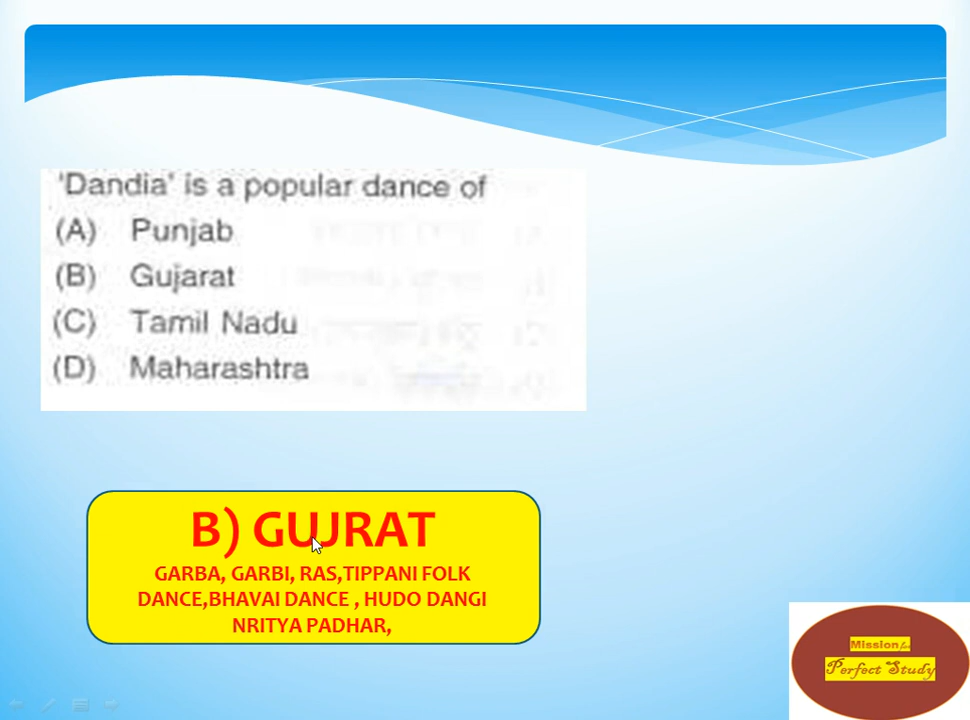 'Dandia' is a popular dance of
(A) Punjab
(B) Gujarat
(C) Tamil Nadu
(D) Maharashtra
B) GUJRAT
GARBA, GARBI, RAS,TIPPANI FOLK
DANCE,BHAVAI DANCE , HUDO DANGI
NRITYA PADHAR,
Mission for
Perfect Study